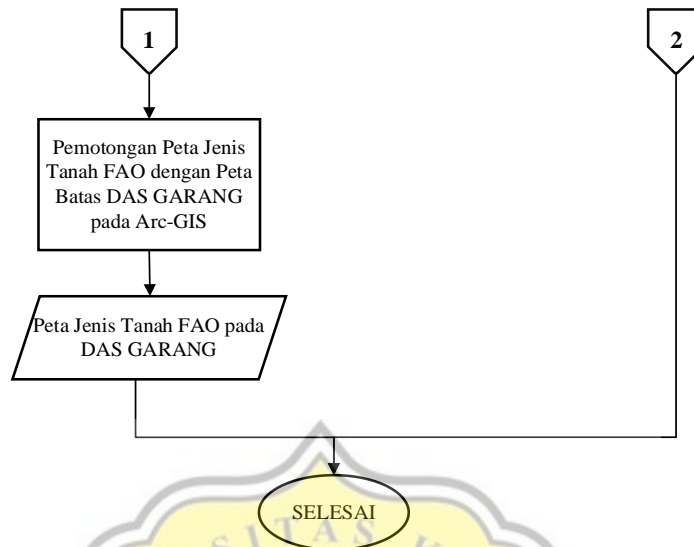 1
2
Pemotongan Peta Jenis
Tanah FAO dengan Peta
Batas DAS GARANG
pada Arc-GIS
Peta Jenis Tanah FAO pada
DAS GARANG
SELESAI